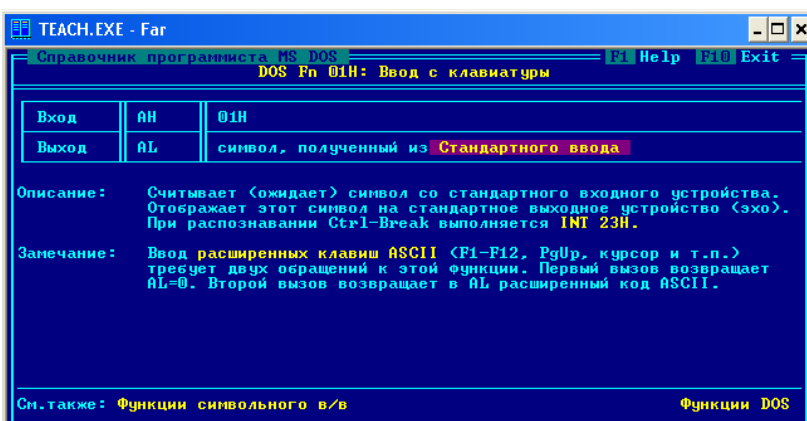 TEACH.EXE - Far
Справочник программиста MS DOS F1 Help F10 Exit
DOS Fn 01H: Ввод с клавиатуры
Вход AH 01H
Выход AL символ, полученный из Стандартного ввода
Описание: Считывает (ожидает) символ со стандартного входного устройства.
Отображает этот символ на стандартное выходное устройство (эхо).
При распознавании Ctrl-Break выполняется INT 23H.
Замечание: Ввод расширенных клавиш ASCII (F1-F12, PgUp, курсор и т.п.)
требует двух обращений к этой функции. Первый вызов возвращает
AL=0. Второй вызов возвращает в AL расширенный код ASCII.
См.также: Функции символьного в/в Функции DOS